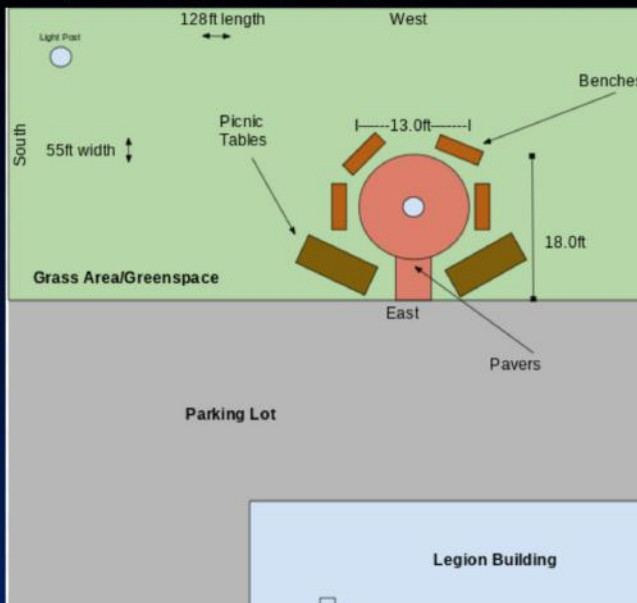 128ft length
West
Light Post
Benches
Picnic
Tables
I-----13.0ft------I
South
55ft width
18.0ft
Grass Area/Greenspace
East
Pavers
Parking Lot
Legion Building